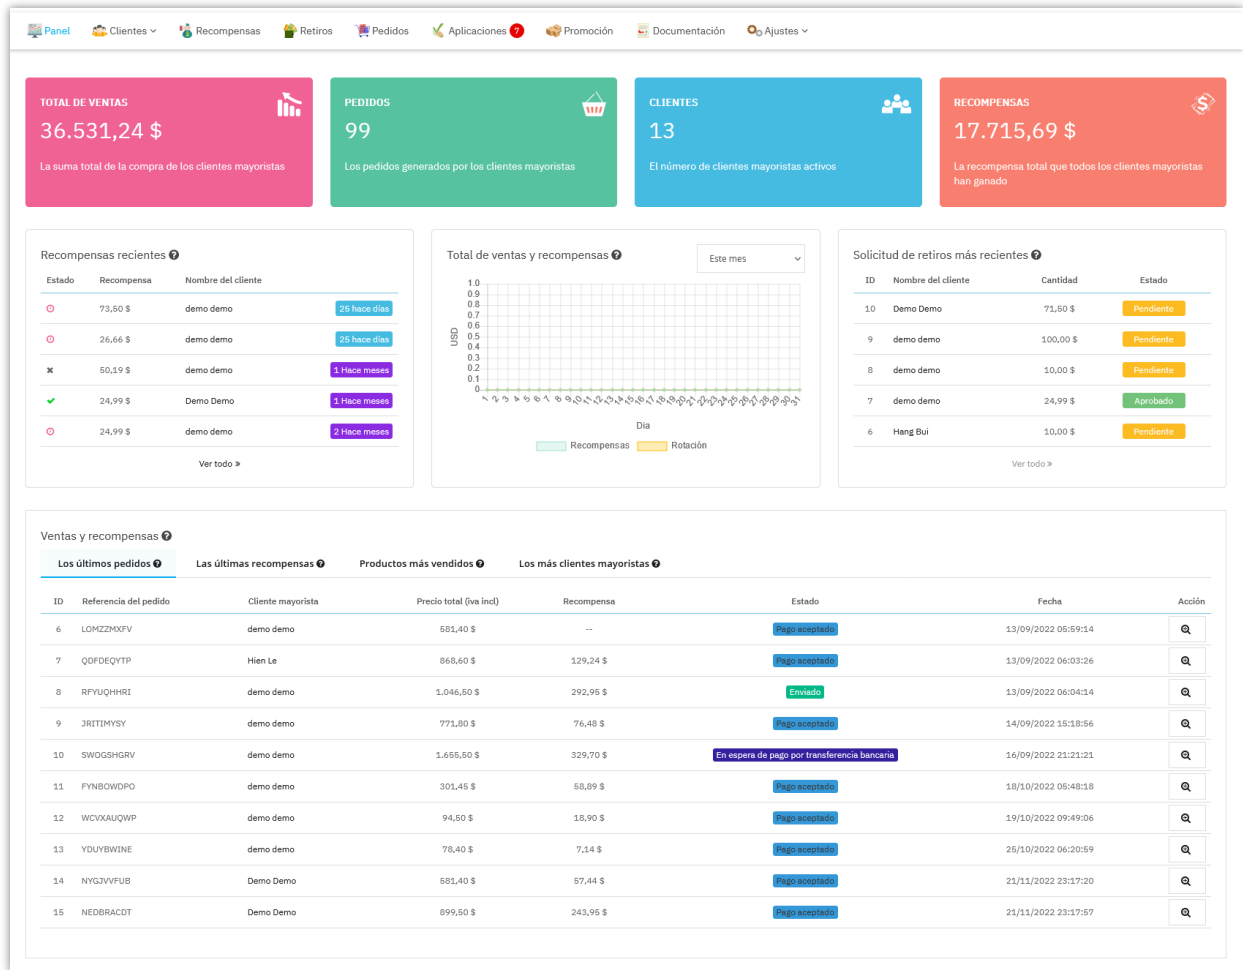 Panel Clientes Recompensas Retiros Pedidos Aplicaciones 7 Promoción Documentación Ajustes
TOTAL DE VENTAS
36.531,24 $
La suma total de la compra de los clientes mayoristas
PEDIDOS
99
Los pedidos generados por los clientes mayoristas
CLIENTES
13
El número de clientes mayoristas activos
RECOMPENSAS
17.715,69 $
La recompensa total que todos los clientes mayoristas
han ganado
Recompensas recientes
Estado Recompensa Nombre del cliente
73,50 $ demo demo 25 hace días
26,66 $ demo demo 25 hace días
50,19 $ demo demo 1 Hace meses
24,99 $ Demo Demo 1 Hace meses
24,99 $ demo demo 2 Hace meses
Ver todo »
Total de ventas y recompensas
Este mes
USD
1.0
0.9
0.8
0.7
0.6
0.5
0.4
0.3
0.2
0.1
0
1 2 3 4 5 6 7 8 9 10 11 12 13 14 15 16 17 18 19 20 21 22 23 24 25 26 27 28 29 30 31
Día
Recompensas Rotación
Solicitud de retiros más recientes
ID Nombre del cliente Cantidad Estado
10 Demo Demo 71,50 $ Pendiente
9 demo demo 100,00 $ Pendiente
8 demo demo 10,00 $ Pendiente
7 demo demo 24,99 $ Aprobado
6 Hang Bui 10,00 $ Pendiente
Ver todo »
Ventas y recompensas
Los últimos pedidos Las últimas recompensas Productos más vendidos Los más clientes mayoristas
ID Referencia del pedido Cliente mayorista Precio total (iva incl) Recompensa Estado Fecha Acción
6 LOMZZMXFV demo demo 581,40 $ -- Pago aceptado 13/09/2022 05:59:14
7 QDFDEQYTP Hien Le 868,60 $ 129,24 $ Pago aceptado 13/09/2022 06:03:26
8 RFYUQHHRI demo demo 1.046,50 $ 292,95 $ Enviado 13/09/2022 06:04:14
9 JRITIMYSY demo demo 771,80 $ 76,48 $ Pago aceptado 14/09/2022 15:18:56
10 SWOGSHGRV demo demo 1.655,50 $ 329,70 $ En espera de pago por transferencia bancaria 16/09/2022 21:21:21
11 FYNBOWDPO demo demo 301,45 $ 58,89 $ Pago aceptado 18/10/2022 05:48:18
12 WCVXAUQWP demo demo 94,50 $ 18,90 $ Pago aceptado 19/10/2022 09:49:06
13 YDUYBWINE demo demo 78,40 $ 7,14 $ Pago aceptado 25/10/2022 06:20:59
14 NYGJVVFUB Demo Demo 581,40 $ 57,44 $ Pago aceptado 21/11/2022 23:17:20
15 NEDBRACDT Demo Demo 899,50 $ 243,95 $ Pago aceptado 21/11/2022 23:17:57